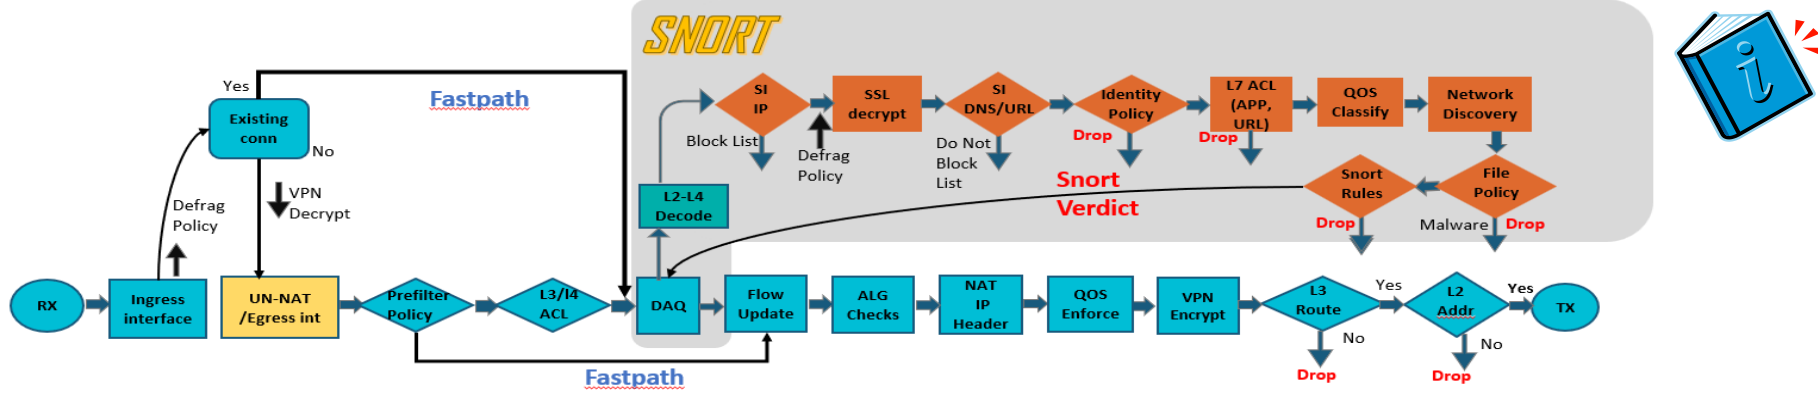 SNORT
Yes
Fastpath
Existing
conn
No
VPN
Decrypt
Defrag
Policy
RX
Ingress
interface
UN-NAT
/Egress int
Prefilter
Policy
L3/l4
ACL
DAQ
L2-L4
Decode
SI
IP
Block List
SSL
decrypt
Defrag
Policy
SI
DNS/URL
Do Not
Block
List
Identity
Policy
Drop
L7 ACL
(APP,
URL)
Drop
QOS
Classify
Network
Discovery
File
Policy
Malware
Drop
Snort
Rules
Drop
Snort
Verdict
Flow
Update
Fastpath
ALG
Checks
NAT
IP
Header
QOS
Enforce
VPN
Encrypt
L3
Route
Yes
No
Drop
L2
Addr
Yes
No
Drop
TX
i